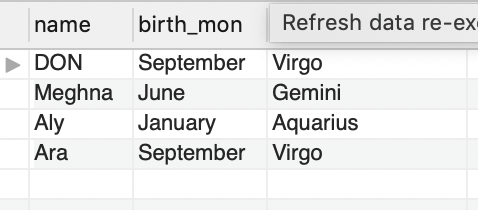 name birth_mon Refresh data re-exe
DON September Virgo
Meghna June Gemini
Aly January Aquarius
Ara September Virgo